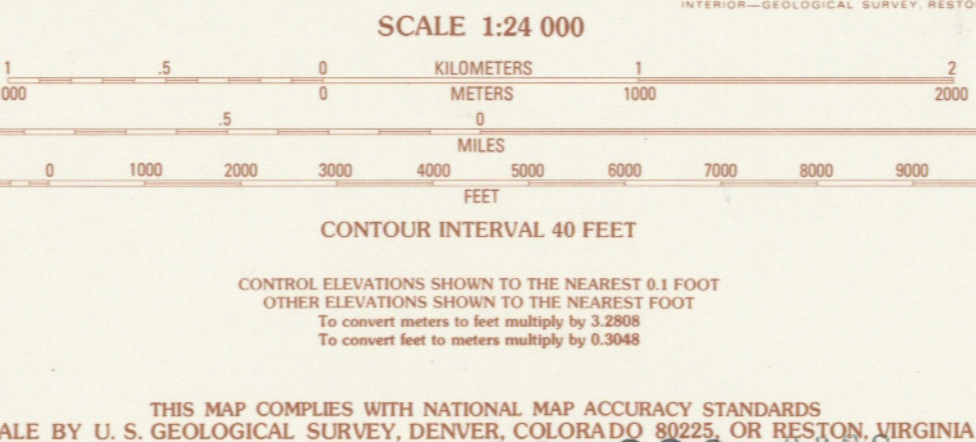 INTERIOR—GEOLOGICAL SURVEY, RESTO
SCALE 1:24 000
1 .5 0 KILOMETERS 1 2
000 0 METERS 1000 2000
.5 0
MILES
0 1000 2000 3000 4000 5000 6000 7000 8000 9000
FEET
CONTOUR INTERVAL 40 FEET
CONTROL ELEVATIONS SHOWN TO THE NEAREST 0.1 FOOT
OTHER ELEVATIONS SHOWN TO THE NEAREST FOOT
To convert meters to feet multiply by 3.2808
To convert feet to meters multiply by 0.3048
THIS MAP COMPLIES WITH NATIONAL MAP ACCURACY STANDARDS
ALE BY U. S. GEOLOGICAL SURVEY, DENVER, COLORADO 80225, OR RESTON, VIRGINIA